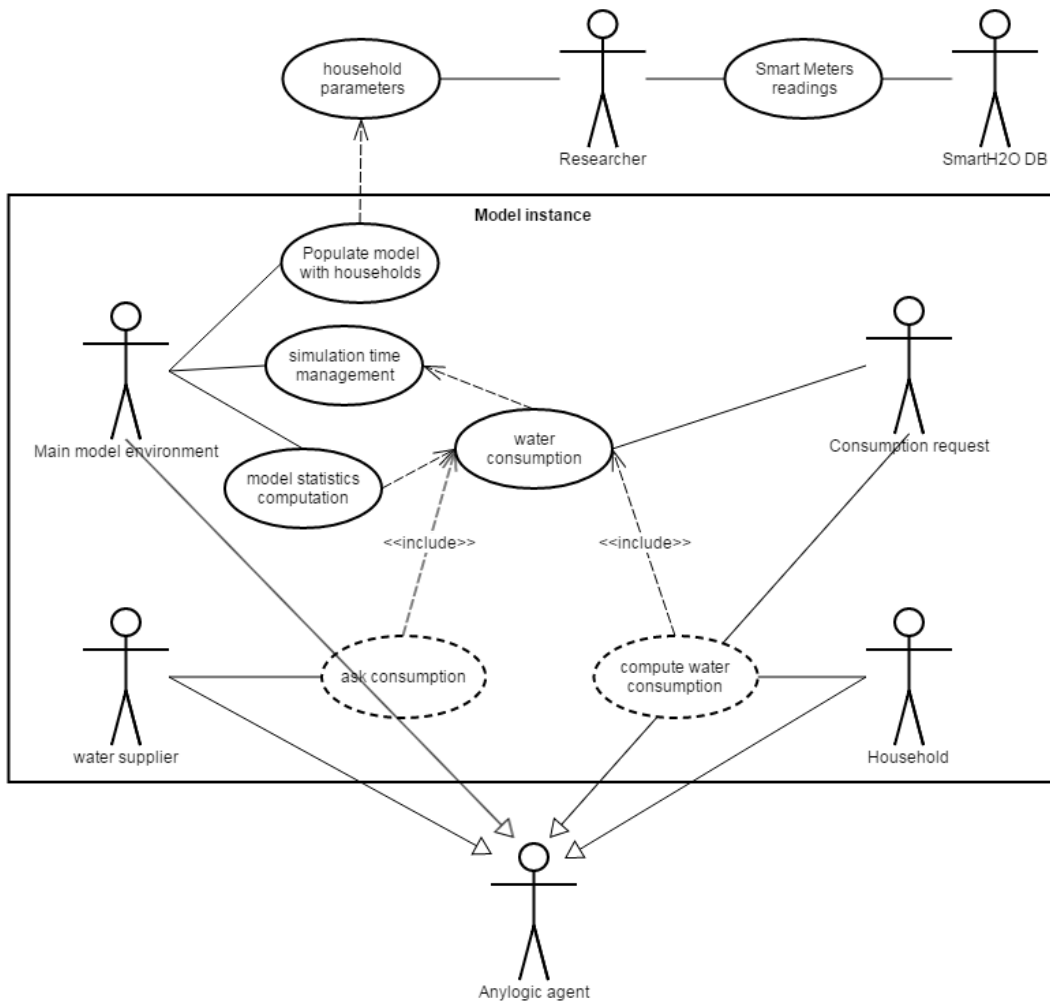 household
parameters
Smart Meters
readings
Researcher
SmartH2O DB
Model instance
Populate model
with households
simulation time
management
Main model environment
water
consumption
Consumption request
model statistics
computation
<<include>>
<<include>>
ask consumption
compute water
consumption
water supplier
Household
Anylogic agent